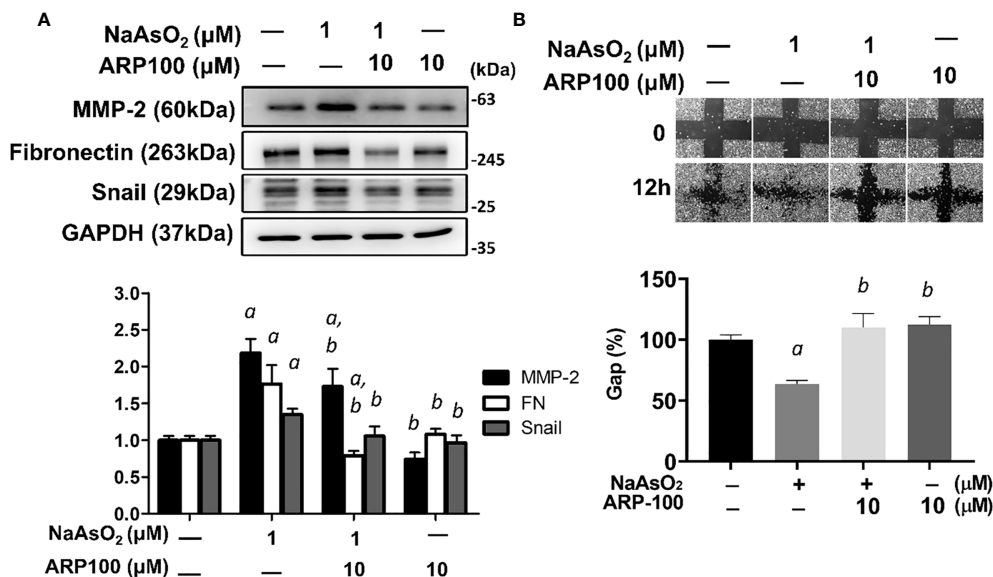 A
NaAsO2 (μM) — 1 1 —
ARP100 (μM) — — 10 10 (kDa)
MMP-2 (60kDa) -63
Fibronectin (263kDa) -245
Snail (29kDa) -25
GAPDH (37kDa) -35
3.0
2.5
2.0
1.5
1.0
0.5
0.0
a a a a, b a, b b b b b
MMP-2
FN
Snail
NaAsO2 (μM) — 1 1 —
ARP100 (μM) — — 10 10
B
NaAsO2 (μM) — 1 1 —
ARP100 (μM) — — 10 10
0
12h
Gap (%)
150
100
50
0
a b b
NaAsO2 – + + – (μM)
ARP-100 – – 10 10 (μM)